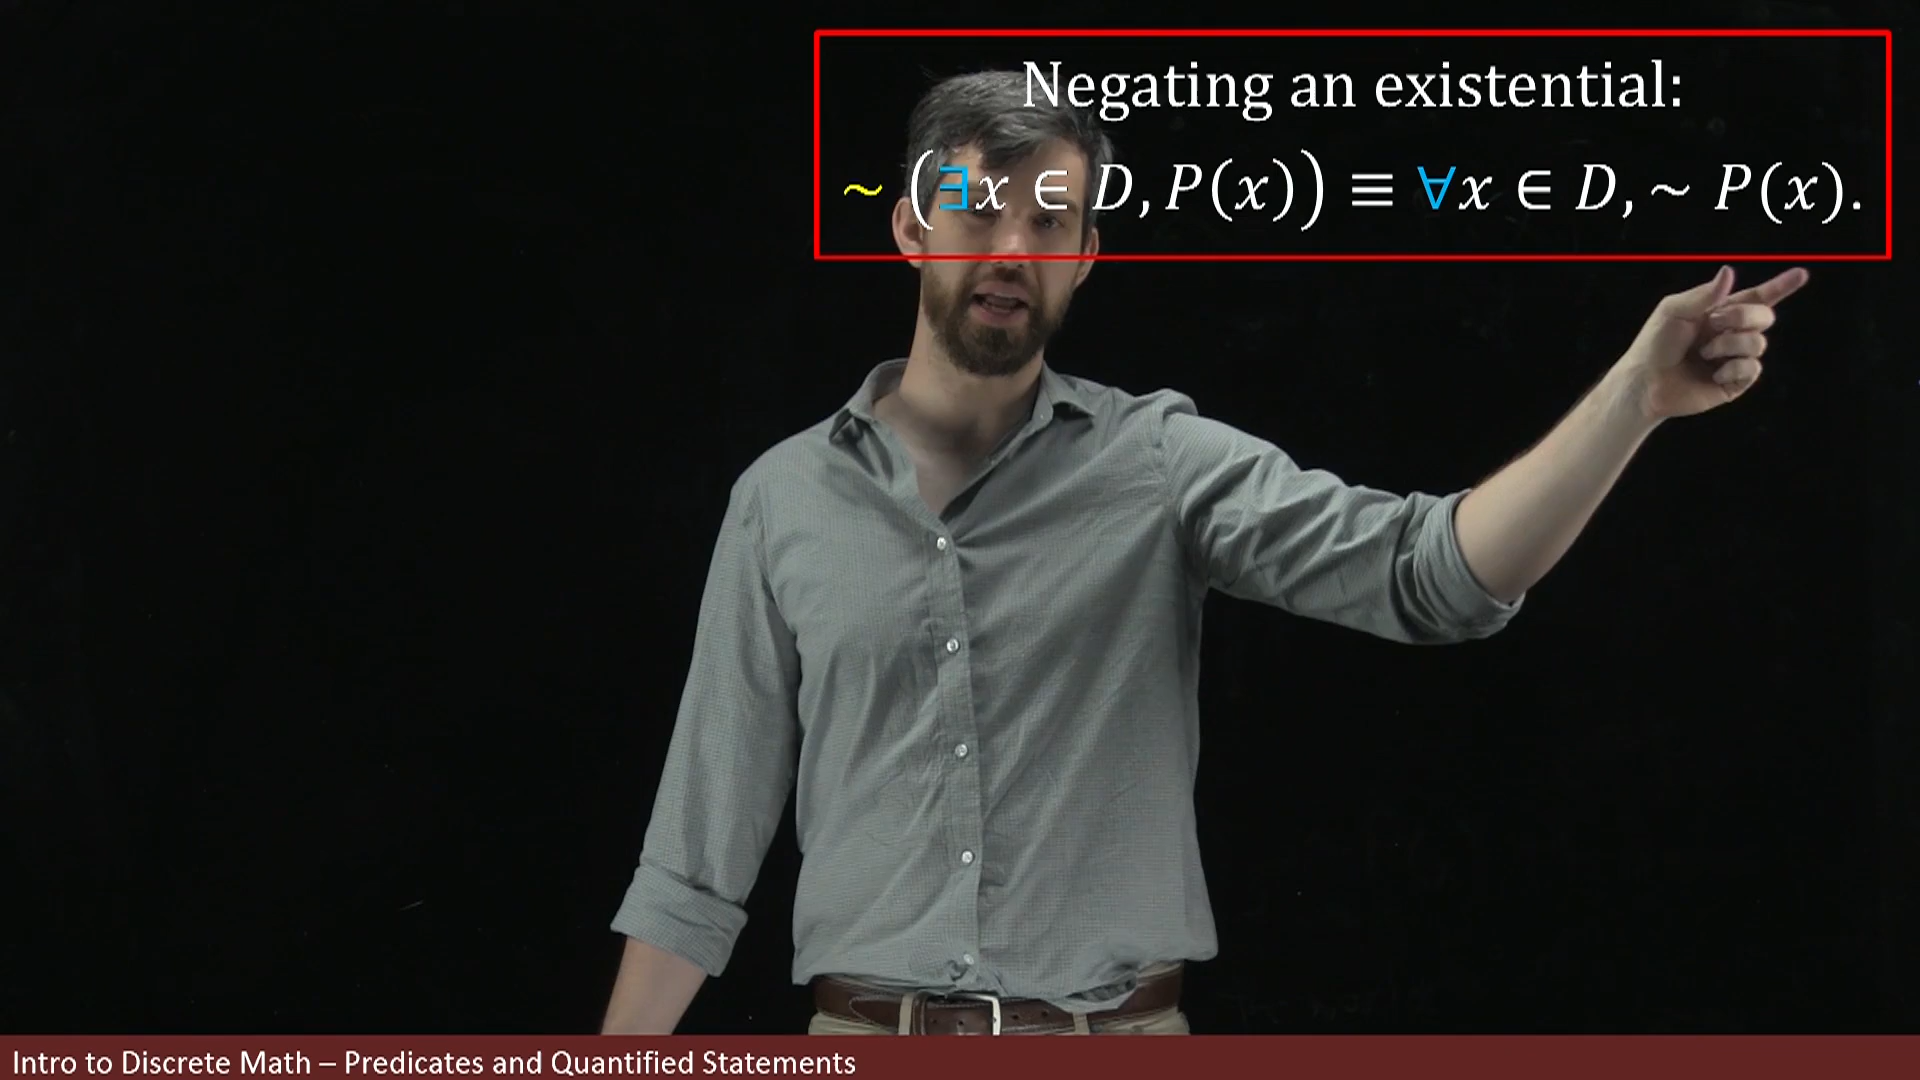 Negating an existential:
~ (∃x ∈ D, P(x)) ≡ ∀x ∈ D, ~ P(x).
Intro to Discrete Math – Predicates and Quantified Statements